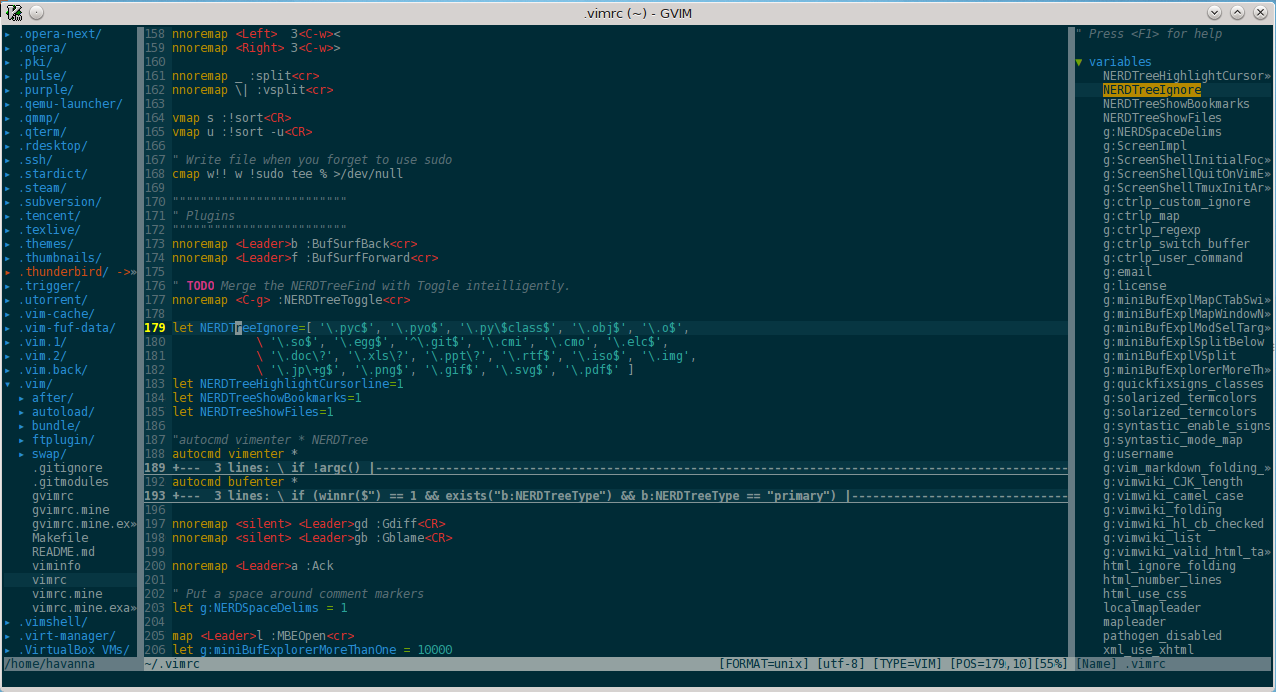 .vimrc (~) - GVIM
▸ .opera-next/
▸ .opera/
▸ .pki/
▸ .pulse/
▸ .purple/
▸ .qemu-launcher/
▸ .qmmp/
▸ .qterm/
▸ .rdesktop/
▸ .ssh/
▸ .stardict/
▸ .steam/
▸ .subversion/
▸ .tencent/
▸ .texlive/
▸ .themes/
▸ .thumbnails/
▸ .thunderbird/ ->»
▸ .trigger/
▸ .utorrent/
▸ .vim-cache/
▸ .vim-fuf-data/
▸ .vim.1/
▸ .vim.2/
▸ .vim.back/
▾ .vim/
▸ after/
▸ autoload/
▸ bundle/
▸ ftplugin/
▸ swap/
.gitignore
.gitmodules
gvimrc
gvimrc.mine
gvimrc.mine.ex»
Makefile
README.md
viminfo
vimrc
vimrc.mine
vimrc.mine.exa»
▸ .vimshell/
▸ .virt-manager/
▸ .VirtualBox VMs/
/home/havanna
158 nnoremap <Left>  3<C-w><
159 nnoremap <Right> 3<C-w>>
160
161 nnoremap _ :split<cr>
162 nnoremap \| :vsplit<cr>
163
164 vmap s :!sort<CR>
165 vmap u :!sort -u<CR>
166
167 " Write file when you forget to use sudo
168 cmap w!! w !sudo tee % >/dev/null
169
170 """""""""""""""""""""""""
171 " Plugins
172 """""""""""""""""""""""""
173 nnoremap <Leader>b :BufSurfBack<cr>
174 nnoremap <Leader>f :BufSurfForward<cr>
175
176 " TODO Merge the NERDTreeFind with Toggle inteilligently.
177 nnoremap <C-g> :NERDTreeToggle<cr>
178
179 let NERDTreeIgnore=[ '\.pyc$', '\.pyo$', '\.py\$class$', '\.obj$', '\.o$',
180 \ '\.so$', '\.egg$', '^\.git$', '\.cmi', '\.cmo', '\.elc$',
181 \ '\.doc\?', '\.xls\?', '\.ppt\?', '\.rtf$', '\.iso$', '\.img',
182 \ '\.jp\+g$', '\.png$', '\.gif$', '\.svg$', '\.pdf$' ]
183 let NERDTreeHighlightCursorline=1
184 let NERDTreeShowBookmarks=1
185 let NERDTreeShowFiles=1
186
187 "autocmd vimenter * NERDTree
188 autocmd vimenter *
189 +---  3 lines: \ if !argc() |---------------------------------------------------------------------------------------------------
192 autocmd bufenter *
193 +---  3 lines: \ if (winnr("$") == 1 && exists("b:NERDTreeType") && b:NERDTreeType == "primary") |-------------------------------
196
197 nnoremap <silent> <Leader>gd :Gdiff<CR>
198 nnoremap <silent> <Leader>gb :Gblame<CR>
199
200 nnoremap <Leader>a :Ack
201
202 " Put a space around comment markers
203 let g:NERDSpaceDelims = 1
204
205 map <Leader>l :MBEOpen<cr>
206 let g:miniBufExplorerMoreThanOne = 10000
~/.vimrc [FORMAT=unix] [utf-8] [TYPE=VIM] [POS=179,10][55%]
" Press <F1> for help
▼ variables
NERDTreeHighlightCursor»
NERDTreeIgnore
NERDTreeShowBookmarks
NERDTreeShowFiles
g:NERDSpaceDelims
g:ScreenImpl
g:ScreenShellInitialFoc»
g:ScreenShellQuitOnVimE»
g:ScreenShellTmuxInitAr»
g:ctrlp_custom_ignore
g:ctrlp_map
g:ctrlp_regexp
g:ctrlp_switch_buffer
g:ctrlp_user_command
g:email
g:license
g:miniBufExplMapCTabSwi»
g:miniBufExplMapWindowN»
g:miniBufExplModSelTarg»
g:miniBufExplSplitBelow
g:miniBufExplVSplit
g:miniBufExplorerMoreTh»
g:quickfixsigns_classes
g:solarized_termcolors
g:solarized_termcolors
g:syntastic_enable_signs
g:syntastic_mode_map
g:username
g:vim_markdown_folding_»
g:vimwiki_CJK_length
g:vimwiki_camel_case
g:vimwiki_folding
g:vimwiki_hl_cb_checked
g:vimwiki_list
g:vimwiki_valid_html_ta»
html_ignore_folding
html_number_lines
html_use_css
localmapleader
mapleader
pathogen_disabled
xml_use_xhtml
[Name] .vimrc